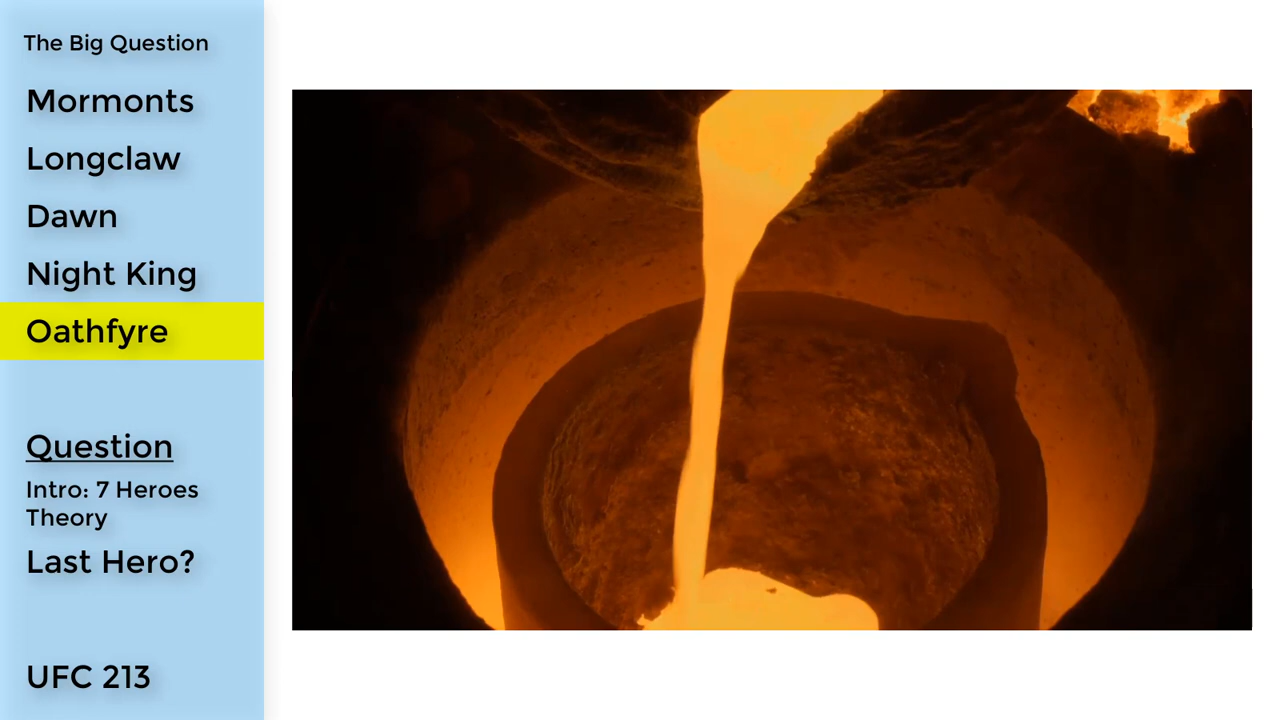 The Big Question
Mormonts
Longclaw
Dawn
Night King
Oathfyre
Question
Intro: 7 Heroes
Theory
Last Hero?
UFC 213